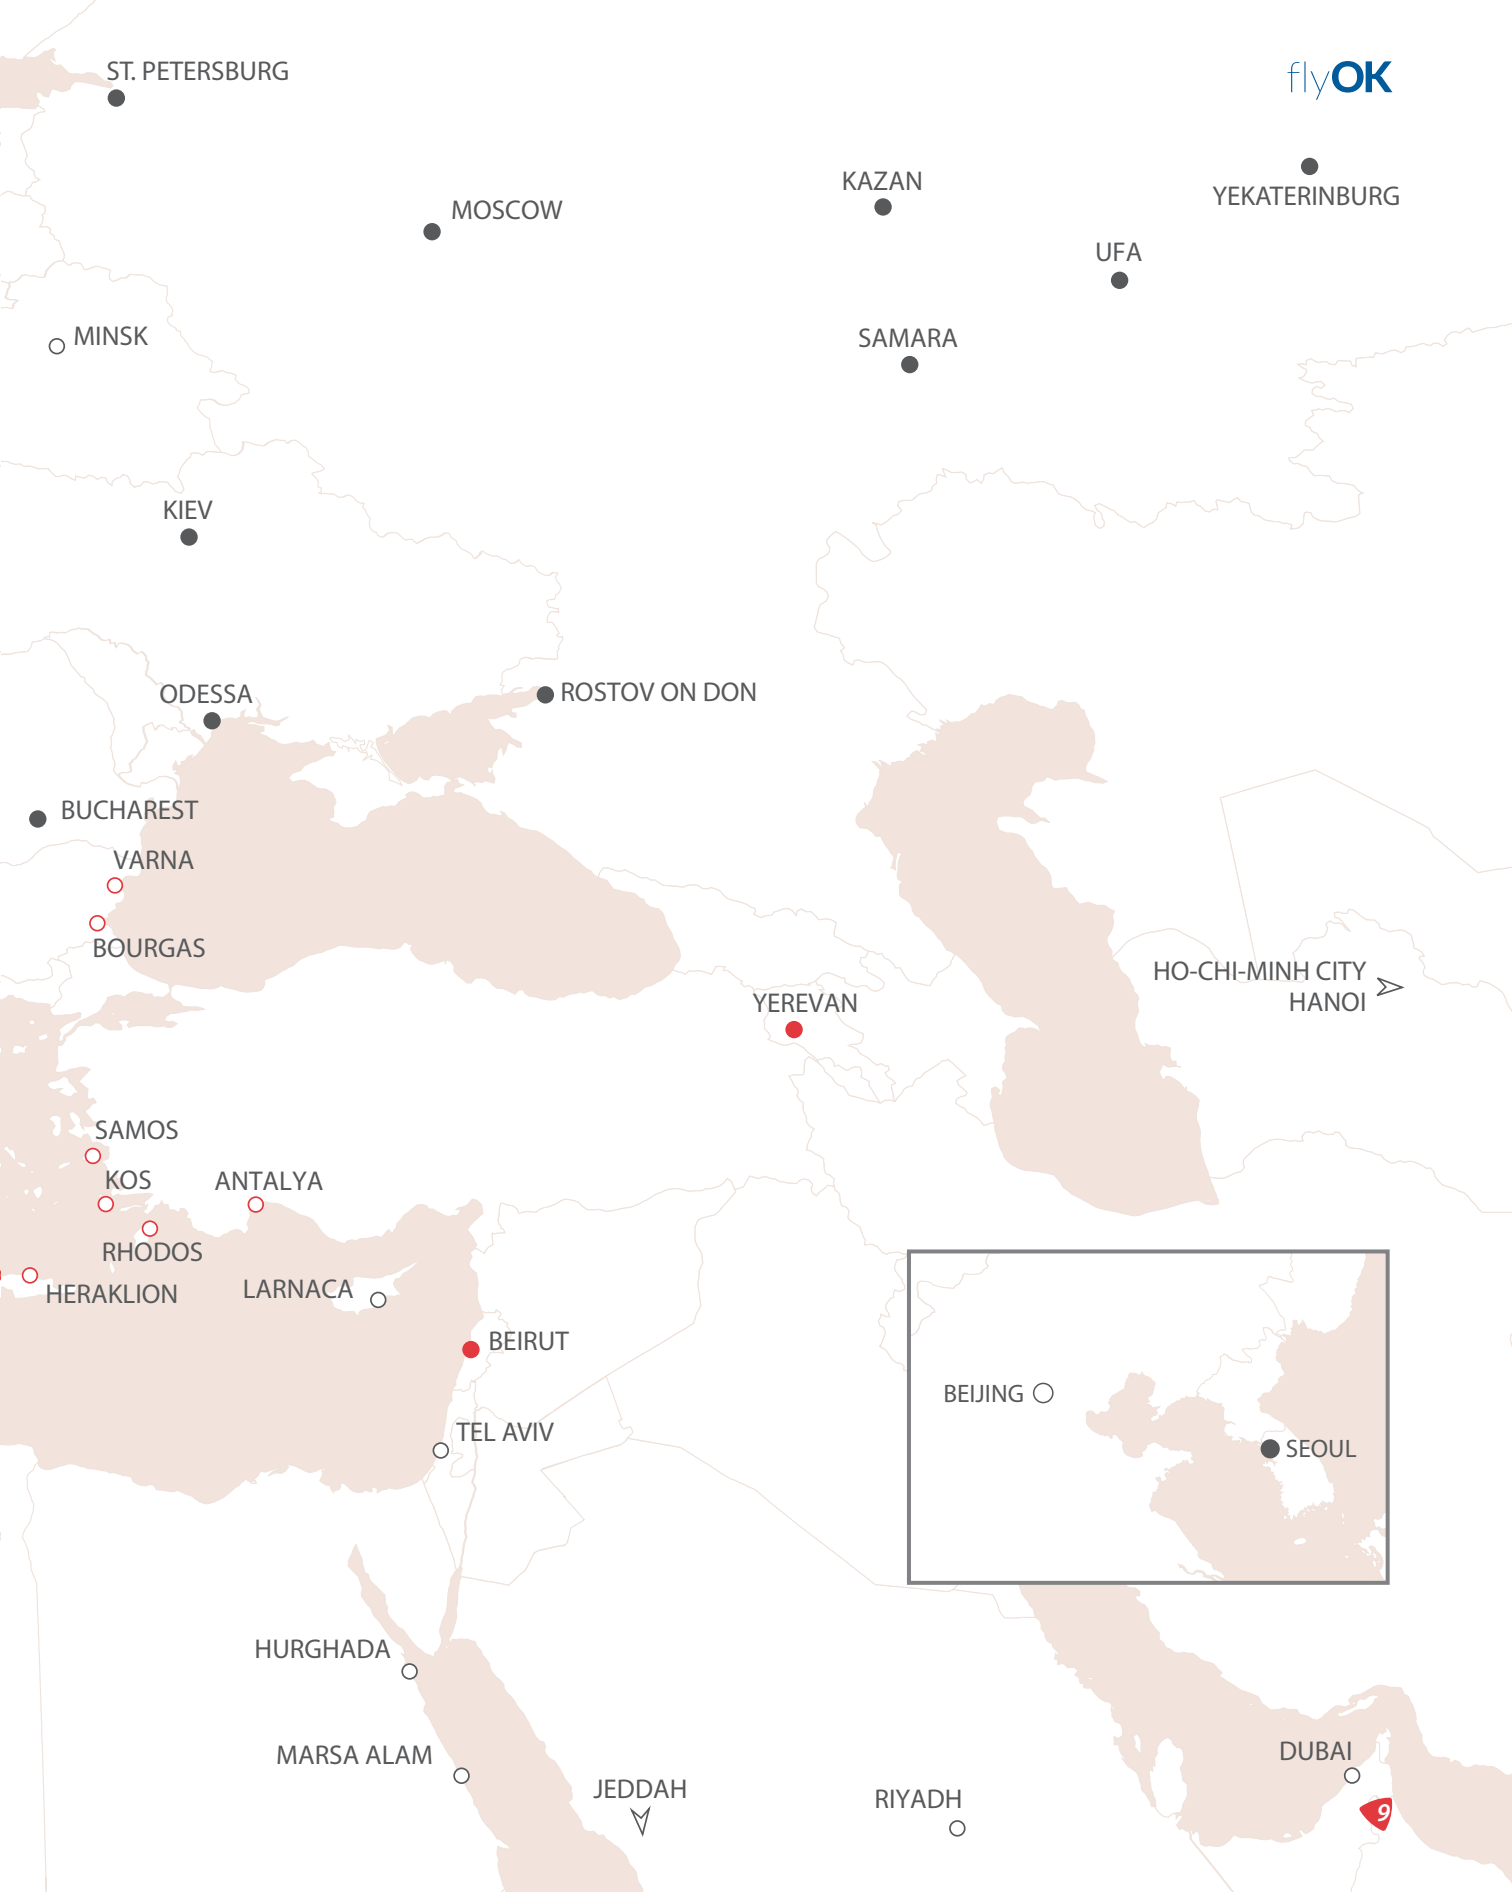 ST. PETERSBURG
flyOK
KAZAN
YEKATERINBURG
MOSCOW
UFA
MINSK
SAMARA
KIEV
ODESSA
ROSTOV ON DON
BUCHAREST
VARNA
BOURGAS
HO-CHI-MINH CITY
HANOI
YEREVAN
SAMOS
KOS
ANTALYA
RHODOS
HERAKLION
LARNACA
BEIRUT
BEIJING
TEL AVIV
SEOUL
HURGHADA
MARSA ALAM
DUBAI
JEDDAH
RIYADH
9